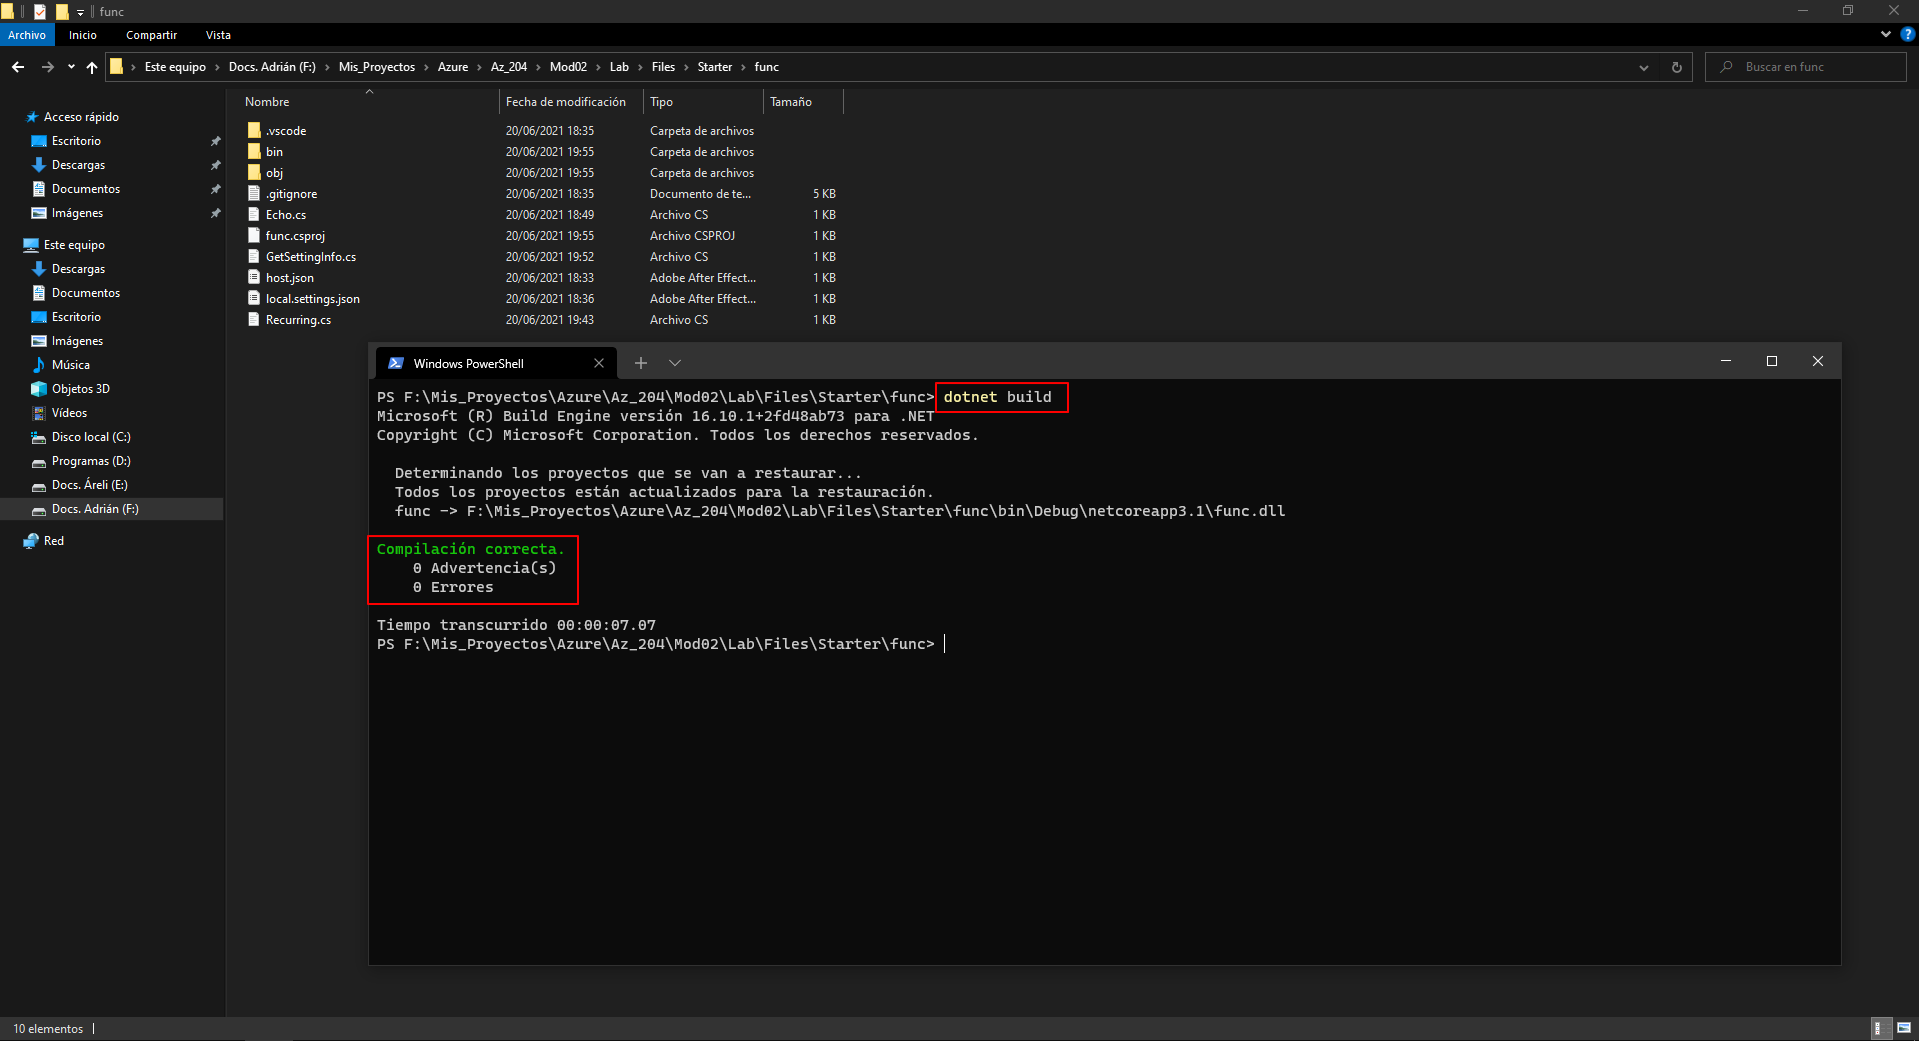 func
Archivo Inicio Compartir Vista
Este equipo > Docs. Adrián (F:) > Mis_Proyectos > Azure > Az_204 > Mod02 > Lab > Files > Starter > func
Buscar en func
Acceso rápido
Escritorio
Descargas
Documentos
Imágenes
Este equipo
Descargas
Documentos
Escritorio
Imágenes
Música
Objetos 3D
Vídeos
Disco local (C:)
Programas (D:)
Docs. Áreli (E:)
Docs. Adrián (F:)
Red
Nombre Fecha de modificación Tipo Tamaño
.vscode 20/06/2021 18:35 Carpeta de archivos
bin 20/06/2021 19:55 Carpeta de archivos
obj 20/06/2021 19:55 Carpeta de archivos
.gitignore 20/06/2021 18:35 Documento de te... 5 KB
Echo.cs 20/06/2021 18:49 Archivo CS 1 KB
func.csproj 20/06/2021 19:55 Archivo CSPROJ 1 KB
GetSettingInfo.cs 20/06/2021 19:52 Archivo CS 1 KB
host.json 20/06/2021 18:33 Adobe After Effect... 1 KB
local.settings.json 20/06/2021 18:36 Adobe After Effect... 1 KB
Recurring.cs 20/06/2021 19:43 Archivo CS 1 KB
Windows PowerShell
PS F:\Mis_Proyectos\Azure\Az_204\Mod02\Lab\Files\Starter\func> dotnet build
Microsoft (R) Build Engine versión 16.10.1+2fd48ab73 para .NET
Copyright (C) Microsoft Corporation. Todos los derechos reservados.
Determinando los proyectos que se van a restaurar...
Todos los proyectos están actualizados para la restauración.
func -> F:\Mis_Proyectos\Azure\Az_204\Mod02\Lab\Files\Starter\func\bin\Debug\netcoreapp3.1\func.dll
Compilación correcta.
0 Advertencia(s)
0 Errores
Tiempo transcurrido 00:00:07.07
PS F:\Mis_Proyectos\Azure\Az_204\Mod02\Lab\Files\Starter\func>
10 elementos